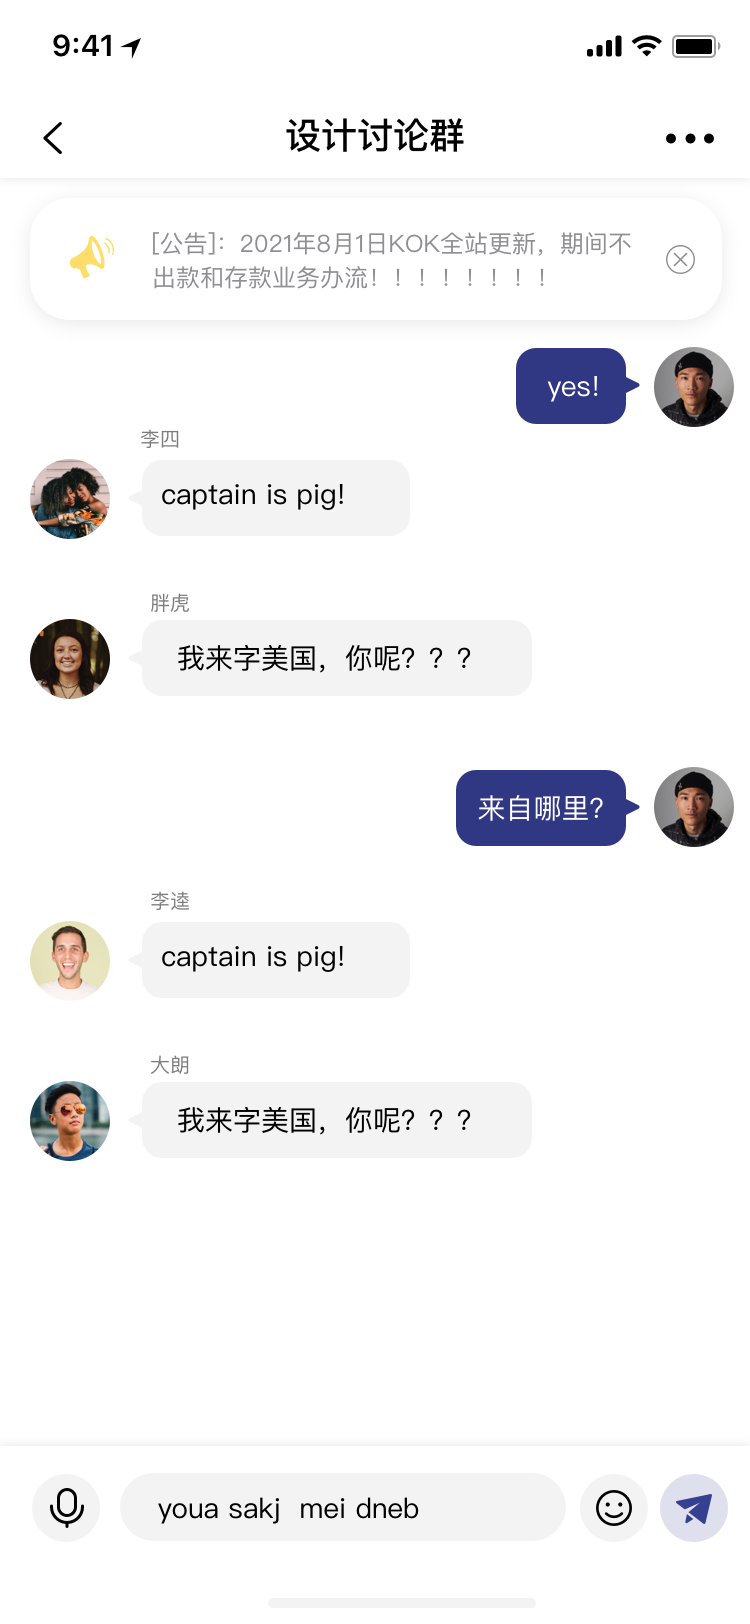 9:41
设计讨论群
[公告]：2021年8月1日KOK全站更新，期间不
出款和存款业务办流！！！！！！！！
yes!
李四
captain is pig!
胖虎
我来字美国，你呢？？？
来自哪里?
李逵
captain is pig!
大朗
我来字美国，你呢？？？
youa sakj  mei dneb